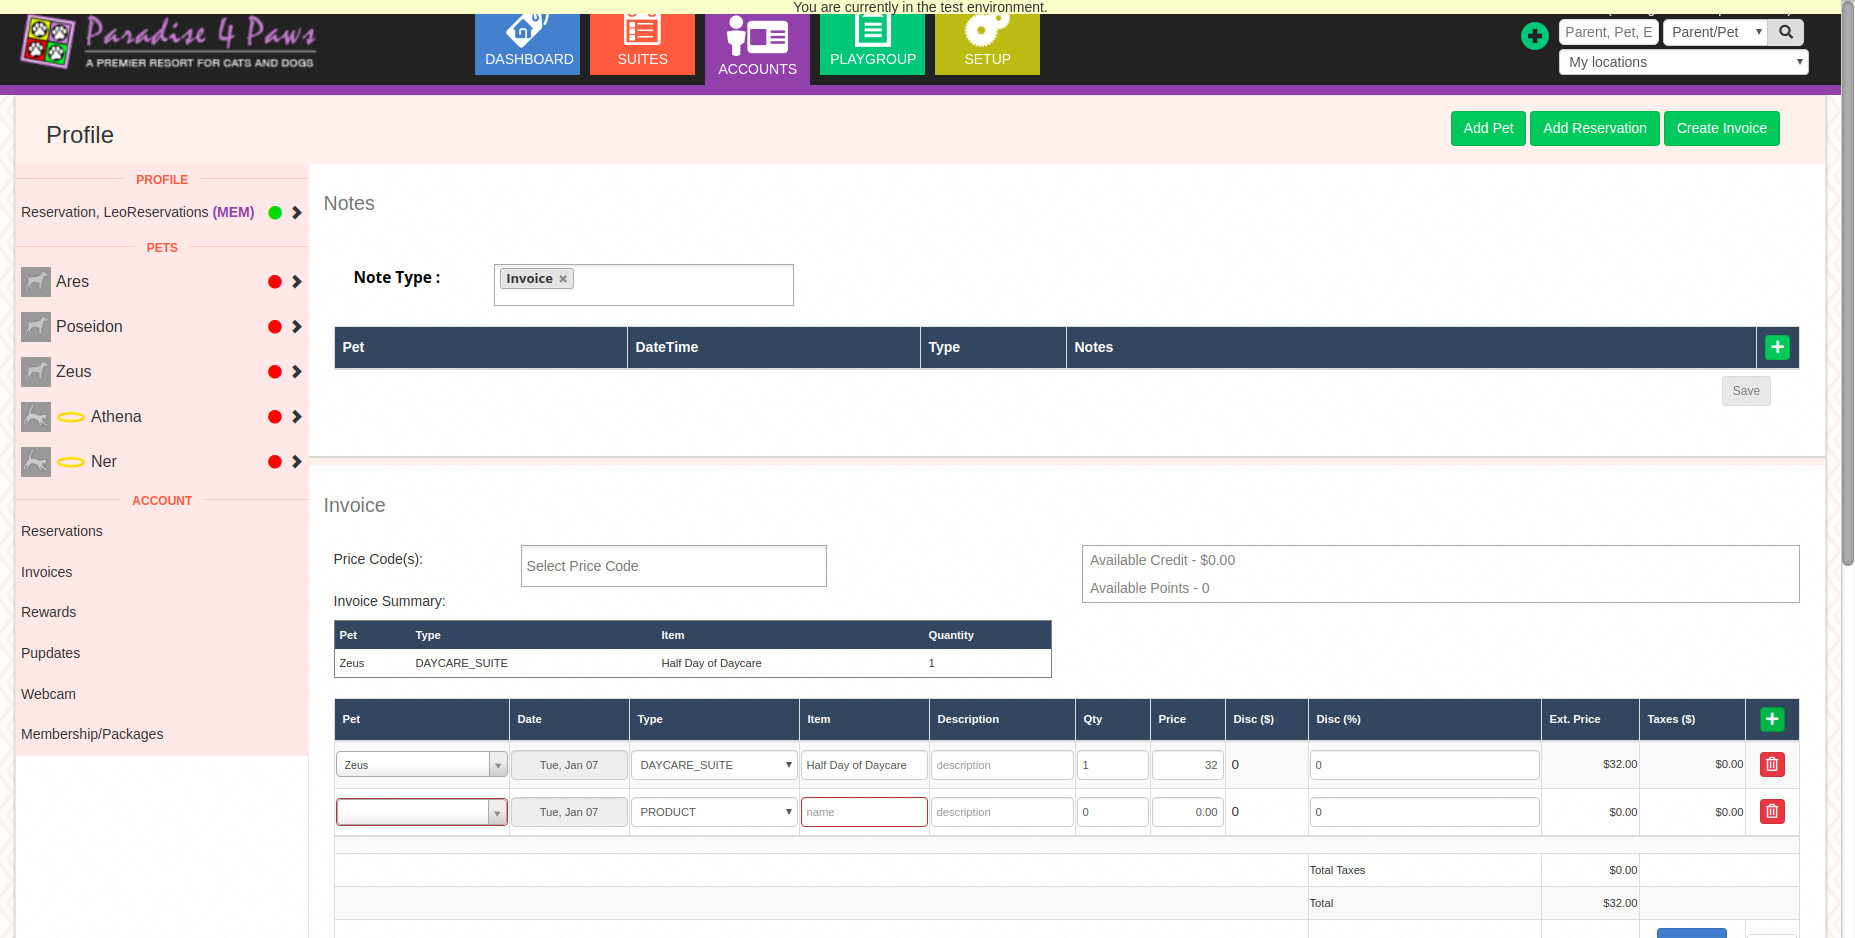 You are currently in the test environment.
Paradise 4 Paws
A PREMIER RESORT FOR CATS AND DOGS
DASHBOARD
SUITES
ACCOUNTS
PLAYGROUP
SETUP
Parent, Pet, E
Parent/Pet
My locations
Profile
Add Pet
Add Reservation
Create Invoice
PROFILE
Reservation, LeoReservations (MEM)
PETS
Ares
Poseidon
Zeus
Athena
Ner
ACCOUNT
Reservations
Invoices
Rewards
Pupdates
Webcam
Membership/Packages
Notes
Note Type :
Invoice ×
Pet DateTime Type Notes
Save
Invoice
Price Code(s):
Select Price Code
Available Credit - $0.00
Available Points - 0
Invoice Summary:
Pet Type Item Quantity
Zeus DAYCARE_SUITE Half Day of Daycare 1
Pet Date Type Item Description Qty Price Disc ($) Disc (%) Ext. Price Taxes ($)
Zeus Tue, Jan 07 DAYCARE_SUITE Half Day of Daycare description 1 32 0 0 $32.00 $0.00
Tue, Jan 07 PRODUCT name description 0 0.00 0 0 $0.00 $0.00
Total Taxes $0.00
Total $32.00